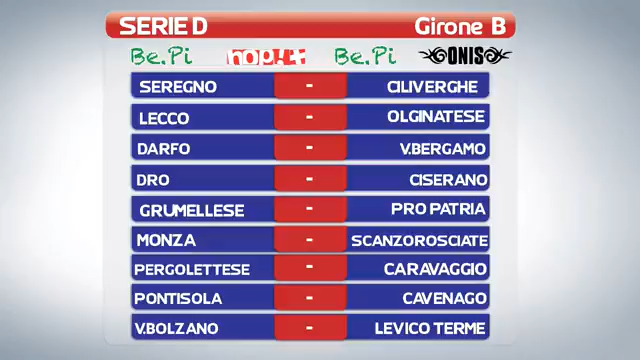 SERIE D Girone B
Be.Pi Be.Pi ONIS
SEREGNO - CILIVERGHE
LECCO - OLGINATESE
DARFO - V.BERGAMO
DRO - CISERANO
GRUMELLESE - PRO PATRIA
MONZA - SCANZOROSCIATE
PERGOLETTESE - CARAVAGGIO
PONTISOLA - CAVENAGO
V.BOLZANO - LEVICO TERME